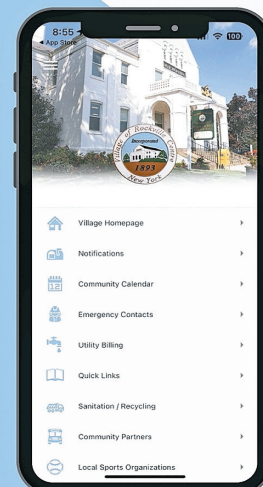 8:55
App Store
100
Village of Rockville Centre
Incorporated
1893
New York
Village Homepage
Notifications
12
Community Calendar
Emergency Contacts
Utility Billing
Quick Links
Sanitation / Recycling
Community Partners
Local Sports Organizations